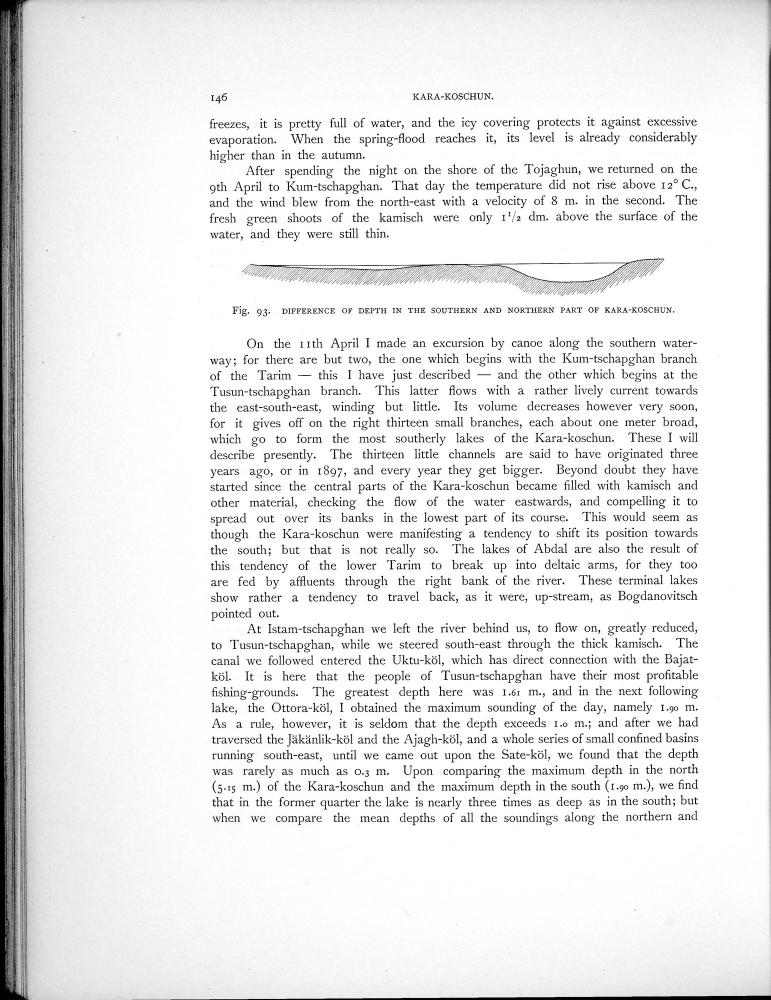 146
KARA-KOSCHUN.
freezes, it is pretty full of water, and the icy covering protects it against excessive
evaporation. When the spring-flood reaches it, its level is already considerably
higher than in the autumn.
After spending the night on the shore of the Tojaghun, we returned on the
9th April to Kum-tschapghan. That day the temperature did not rise above 12° C.,
and the wind blew from the north-east with a velocity of 8 m. in the second. The
fresh green shoots of the kamisch were only 1 1/2 dm. above the surface of the
water, and they were still thin.
Fig. 93. DIFFERENCE OF DEPTH IN THE SOUTHERN AND NORTHERN PART OF KARA-KOSCHUN.
On the 11th April I made an excursion by canoe along the southern water-
way; for there are but two, the one which begins with the Kum-tschapghan branch
of the Tarim — this I have just described — and the other which begins at the
Tusun-tschapghan branch. This latter flows with a rather lively current towards
the east-south-east, winding but little. Its volume decreases however very soon,
for it gives off on the right thirteen small branches, each about one meter broad,
which go to form the most southerly lakes of the Kara-koschun. These I will
describe presently. The thirteen little channels are said to have originated three
years ago, or in 1897, and every year they get bigger. Beyond doubt they have
started since the central parts of the Kara-koschun became filled with kamisch and
other material, checking the flow of the water eastwards, and compelling it to
spread out over its banks in the lowest part of its course. This would seem as
though the Kara-koschun were manifesting a tendency to shift its position towards
the south; but that is not really so. The lakes of Abdal are also the result of
this tendency of the lower Tarim to break up into deltaic arms, for they too
are fed by affluents through the right bank of the river. These terminal lakes
show rather a tendency to travel back, as it were, up-stream, as Bogdanovitsch
pointed out.
At Istam-tschapghan we left the river behind us, to flow on, greatly reduced,
to Tusun-tschapghan, while we steered south-east through the thick kamisch. The
canal we followed entered the Uktu-köl, which has direct connection with the Bajat-
köl. It is here that the people of Tusun-tschapghan have their most profitable
fishing-grounds. The greatest depth here was 1.61 m., and in the next following
lake, the Ottora-köl, I obtained the maximum sounding of the day, namely 1.90 m.
As a rule, however, it is seldom that the depth exceeds 1.0 m.; and after we had
traversed the Jäkänlik-köl and the Ajagh-köl, and a whole series of small confined basins
running south-east, until we came out upon the Sate-köl, we found that the depth
was rarely as much as 0.3 m. Upon comparing the maximum depth in the north
(5.15 m.) of the Kara-koschun and the maximum depth in the south (1.90 m.), we find
that in the former quarter the lake is nearly three times as deep as in the south; but
when we compare the mean depths of all the soundings along the northern and